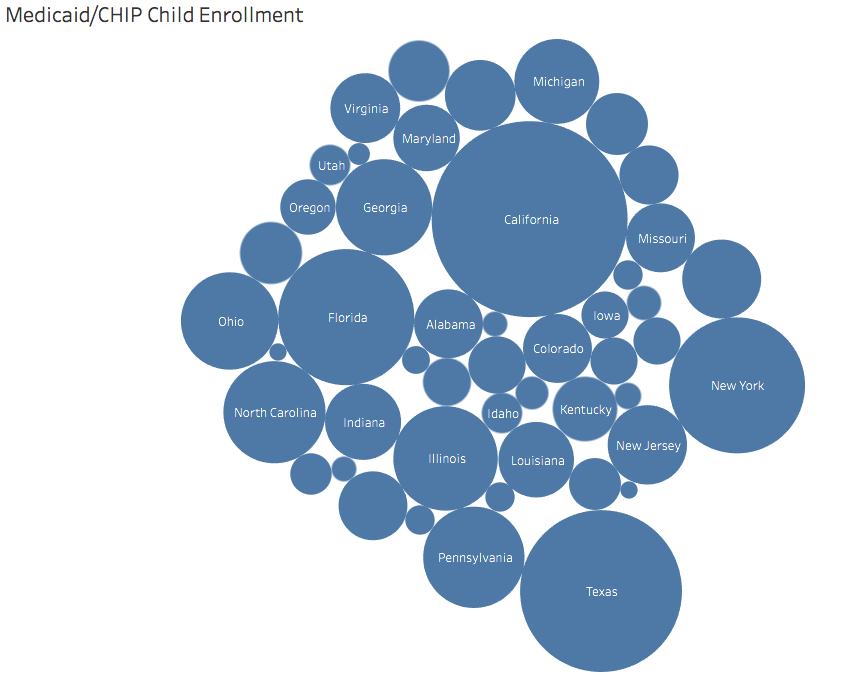 Medicaid/CHIP Child Enrollment
Michigan
Virginia
Maryland
Utah
Oregon
Georgia
California
Missouri
Ohio
Florida
Alabama
Iowa
Colorado
New York
North Carolina
Indiana
Idaho
Kentucky
Illinois
Louisiana
New Jersey
Pennsylvania
Texas